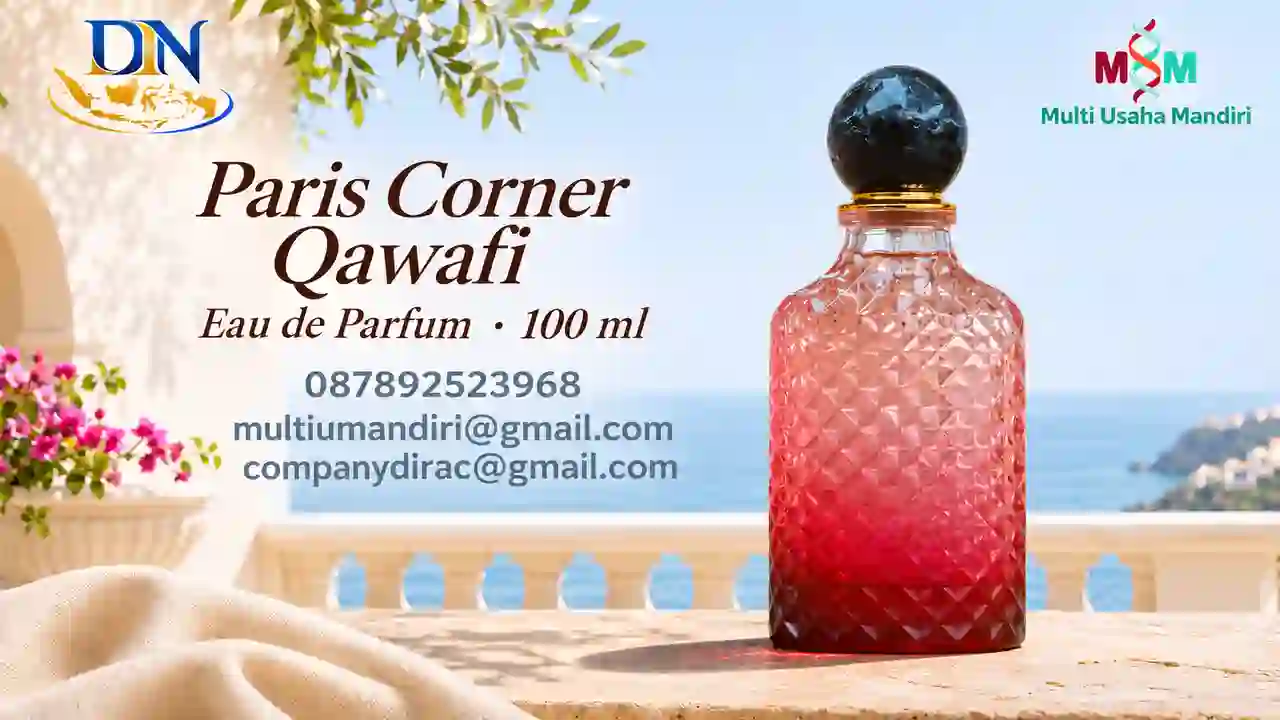 DN
M M
Multi Usaha Mandiri
Paris Corner
Qawafi
Eau de Parfum · 100 ml
087892523968
multiumandiri@gmail.com
companydirac@gmail.com